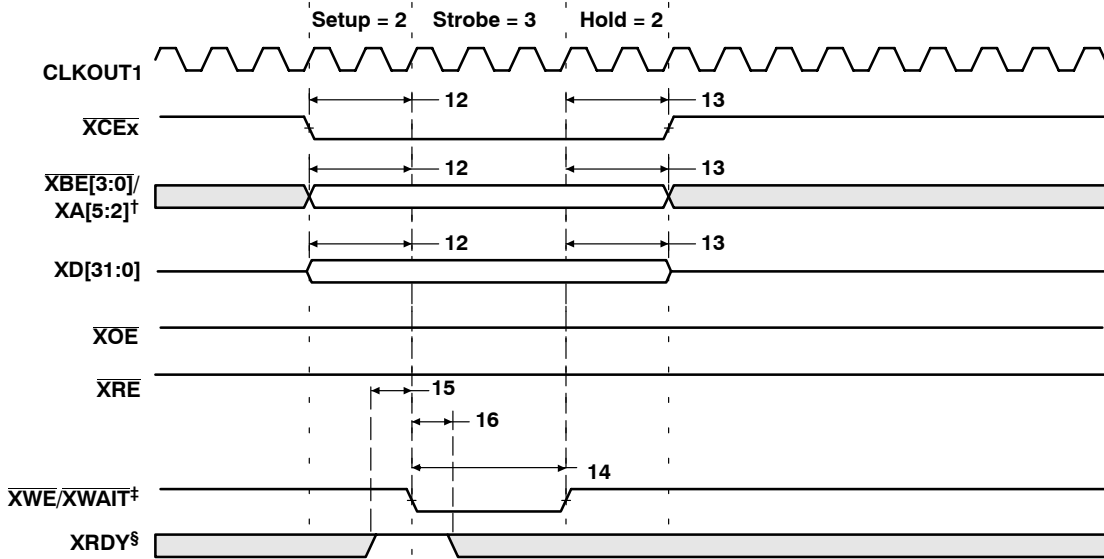 Setup = 2 Strobe = 3 Hold = 2
CLKOUT1
12 13
XCEx
12 13
XBE[3:0]/
XA[5:2]†
12 13
XD[31:0]
XOE
XRE
15
16
14
XWE/XWAIT‡
XRDY§